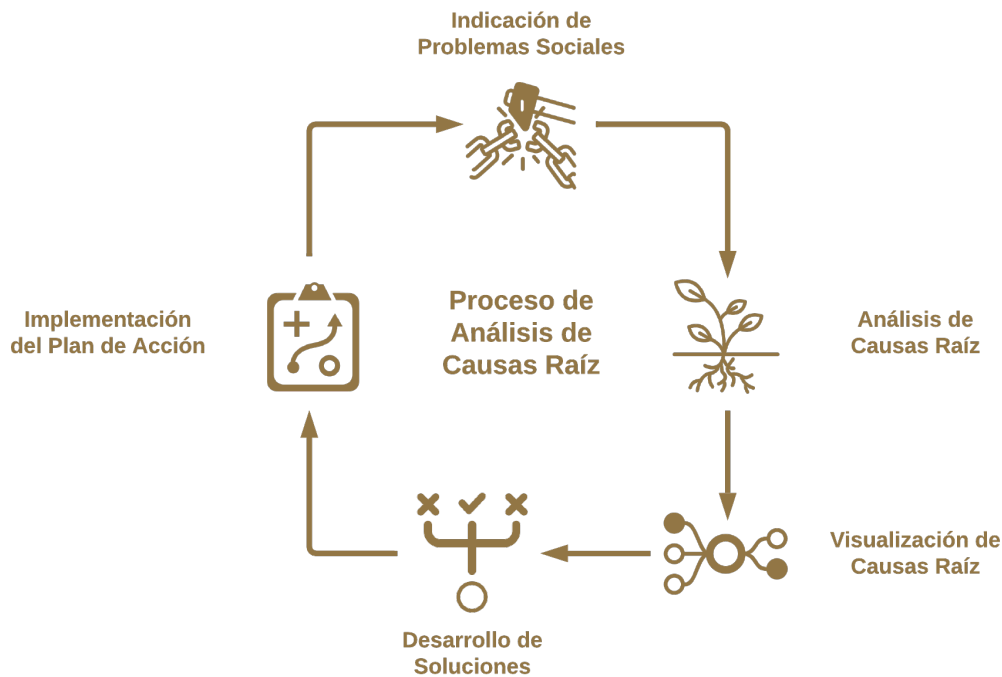 Indicación de
Problemas Sociales
Implementación
del Plan de Acción
Proceso de
Análisis de
Causas Raíz
Análisis de
Causas Raíz
Visualización de
Causas Raíz
Desarrollo de
Soluciones